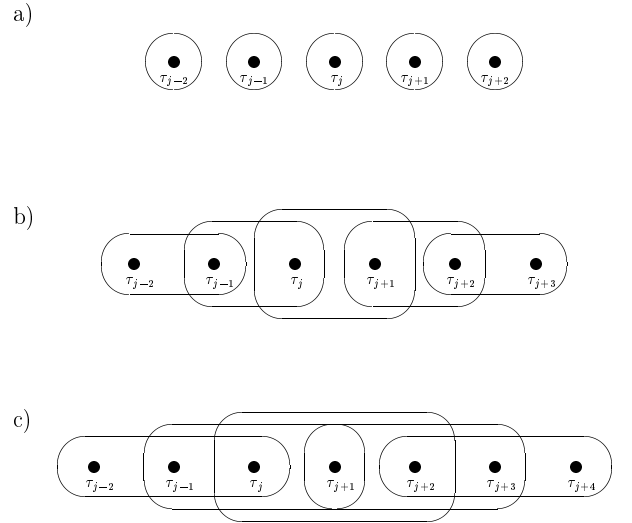 a)
τ_{j−2} τ_{j−1} τ_j τ_{j+1} τ_{j+2}
b)
τ_{j−2} τ_{j−1} τ_j τ_{j+1} τ_{j+2} τ_{j+3}
c)
τ_{j−2} τ_{j−1} τ_j τ_{j+1} τ_{j+2} τ_{j+3} τ_{j+4}